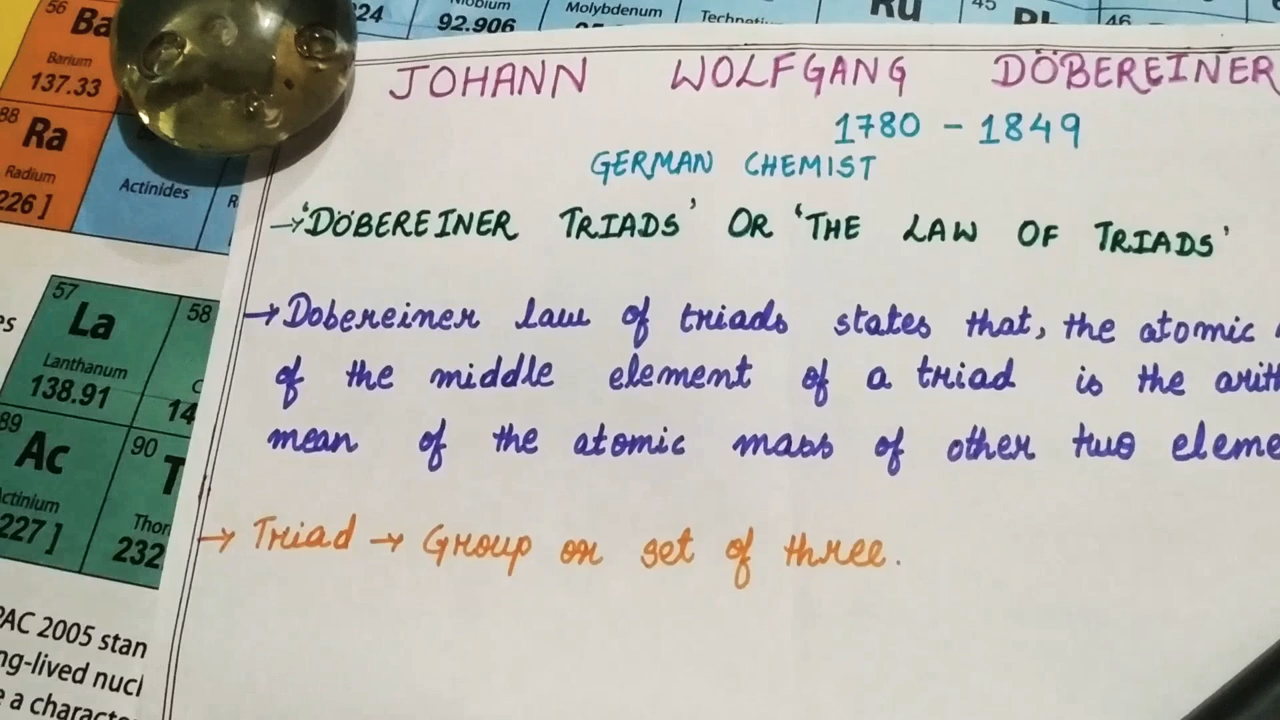 56
Ba
Barium
137.33
88
Ra
Radium
226 ]
Actinides
24
Niobium
92.906
Molybdenum
Ru
45
46
57
La
Lanthanum
138.91
58
89
Ac
Actinium
227 ]
90
232
JOHANN WOLFGANG DÖBEREINER
1780 - 1849
GERMAN CHEMIST
→ 'DÖBEREINER TRIADS' OR 'THE LAW OF TRIADS'
→ Dobereiner law of triads states that, the atomic
of the middle element of a triad is the
mean of the atomic mass of other two
→ Triad → Group or set of three.
PAC 2005 stan
ng-lived nucl
e a characte